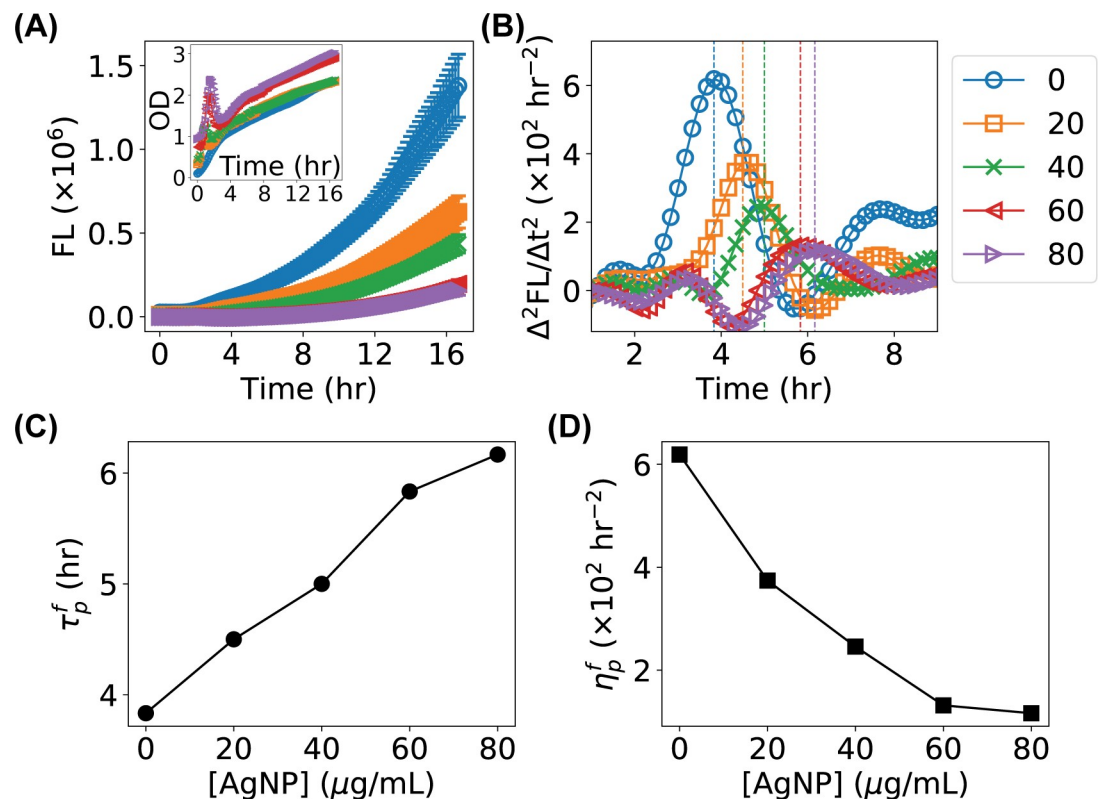 (A)
FL (×10⁶)
1.5
1.0
0.5
0.0
0 4 8 12 16
Time (hr)
OD
3
2
1
0
Time (hr)
0 4 8 12 16
(B)
Δ²FL/Δt² (×10² hr⁻²)
6
4
2
0
2 4 6 8
Time (hr)
0
20
40
60
80
(C)
τₚᶠ (hr)
6
5
4
0 20 40 60 80
[AgNP] (μg/mL)
(D)
ηₚᶠ (×10² hr⁻²)
6
4
2
0 20 40 60 80
[AgNP] (μg/mL)